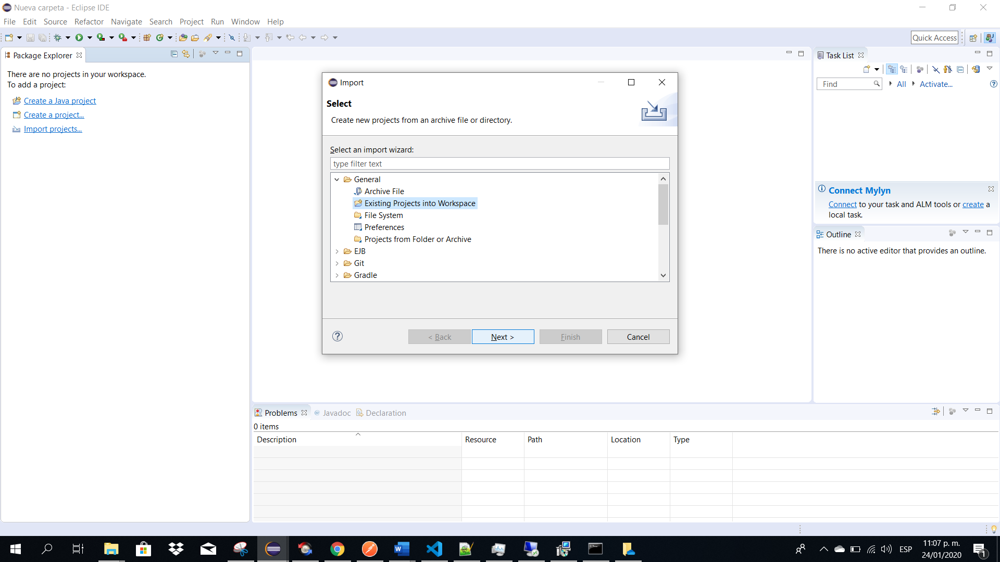 Nueva carpeta - Eclipse IDE
File Edit Source Refactor Navigate Search Project Run Window Help
Quick Access
Package Explorer
There are no projects in your workspace.
To add a project:
Create a Java project
Create a project...
Import projects...
Import
Select
Create new projects from an archive file or directory.
Select an import wizard:
type filter text
General
Archive File
Existing Projects into Workspace
File System
Preferences
Projects from Folder or Archive
EJB
Git
Gradle
< Back
Next >
Finish
Cancel
Task List
Find
All
Activate...
Connect Mylyn
Connect to your task and ALM tools or create a
local task.
Outline
There is no active editor that provides an outline.
Problems
@ Javadoc
Declaration
0 items
Description
Resource
Path
Location
Type
ESP
11:07 p. m.
24/01/2020
1